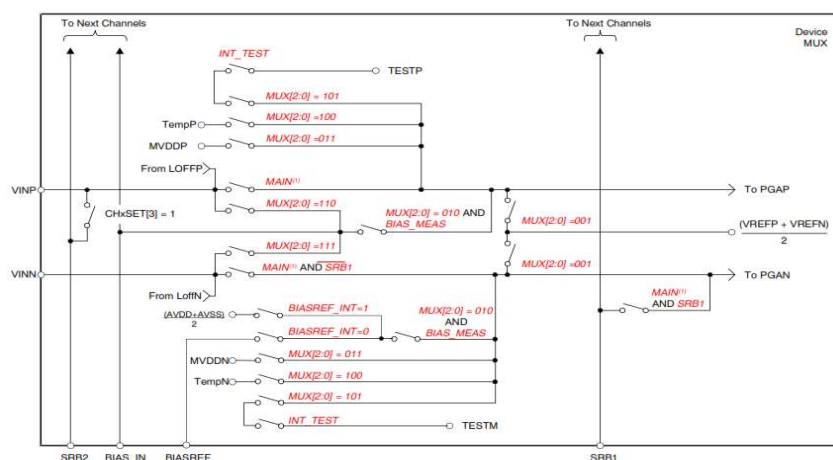 To Next Channels
To Next Channels
Device
MUX
INT_TEST
TESTP
MUX[2:0] = 101
TempP
MUX[2:0] =100
MVDDP
MUX[2:0] =011
From LOFFP
MAIN(1)
VINP
To PGAP
CHxSET[3] = 1
MUX[2:0] =110
MUX[2:0] = 010 AND
BIAS_MEAS
MUX[2:0] =001
(VREFP + VREFN)
2
MUX[2:0] =111
MUX[2:0] =001
VINN
MAIN(1) AND SRB1
To PGAN
From LoffN
MAIN(1)
AND SRB1
(AVDD+AVSS)
2
BIASREF_INT=1
MUX[2:0] = 010
AND
BIAS_MEAS
BIASREF_INT=0
MVDDN
MUX[2:0] = 011
TempN
MUX[2:0] = 100
MUX[2:0] = 101
INT_TEST
TESTM
SRB2
BIAS_IN
BIASREF
SRB1